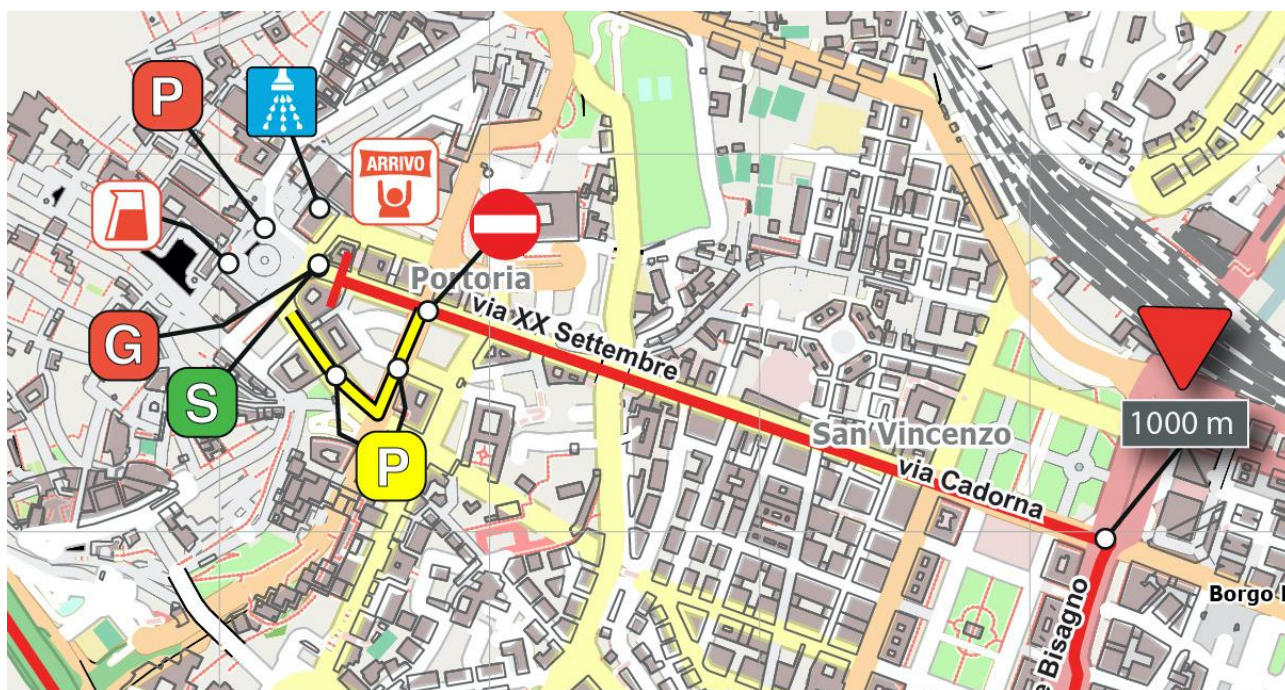 P
ARRIVO
Portoria
via XX Settembre
G
S
P
1000 m
San Vincenzo
via Cadorna
Bisagno
Borgo